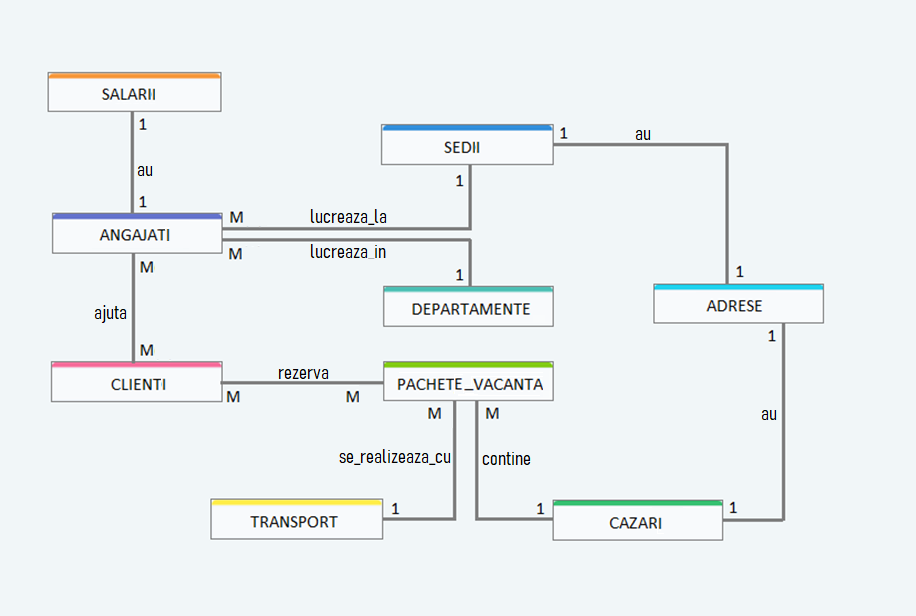 SALARII
1
au
1
ANGAJATI
M
lucreaza_la
1
SEDII
1
au
1
M
lucreaza_in
1
DEPARTAMENTE
ADRESE
M
ajuta
M
CLIENTI
M
rezerva
M
PACHETE_VACANTA
M
M
se_realizeaza_cu
contine
1
au
TRANSPORT
1
1
CAZARI
1